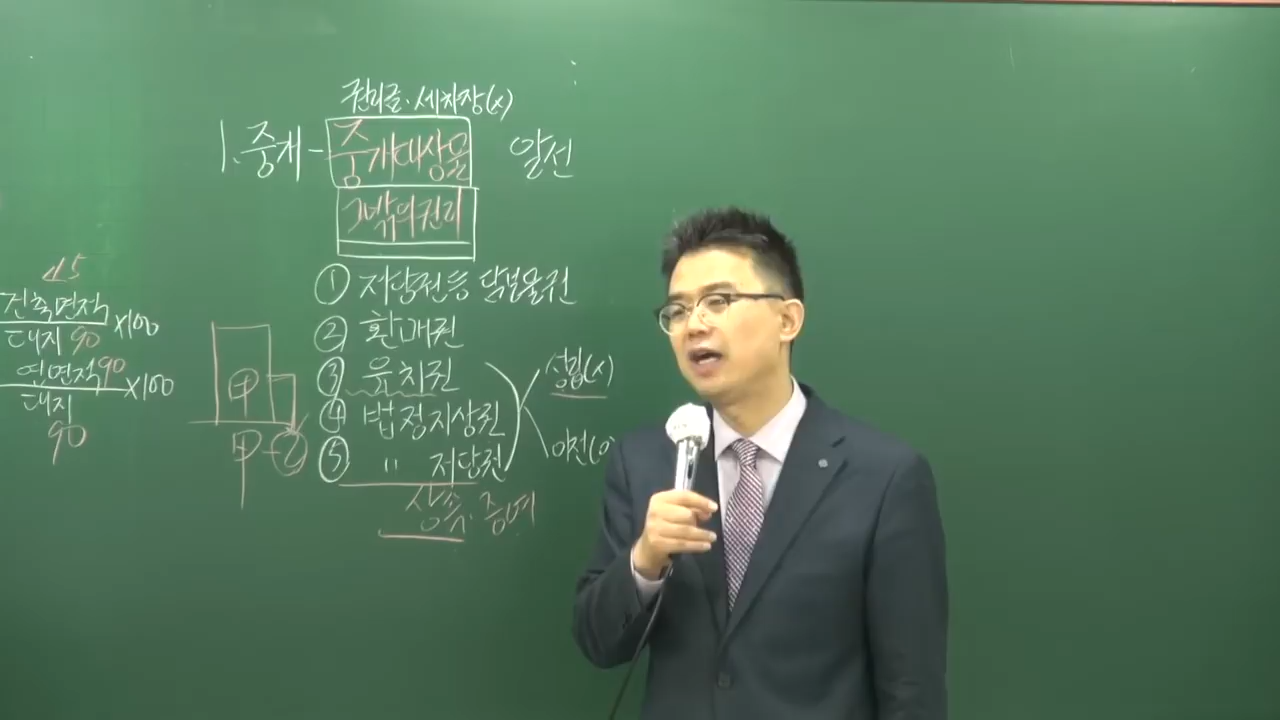 권리금·세차장(x)
1. 중개 - 중개대상물 알선
그밖의권리
① 저당권등 담보물권
② 환매권
③ 유치권
④ 법정지상권
⑤ 〃 저당권
성립(x)
이전(o)
상속·증여
45
건축면적
대지 90
×100
연면적 90
대지
90
×100
甲
甲-乙